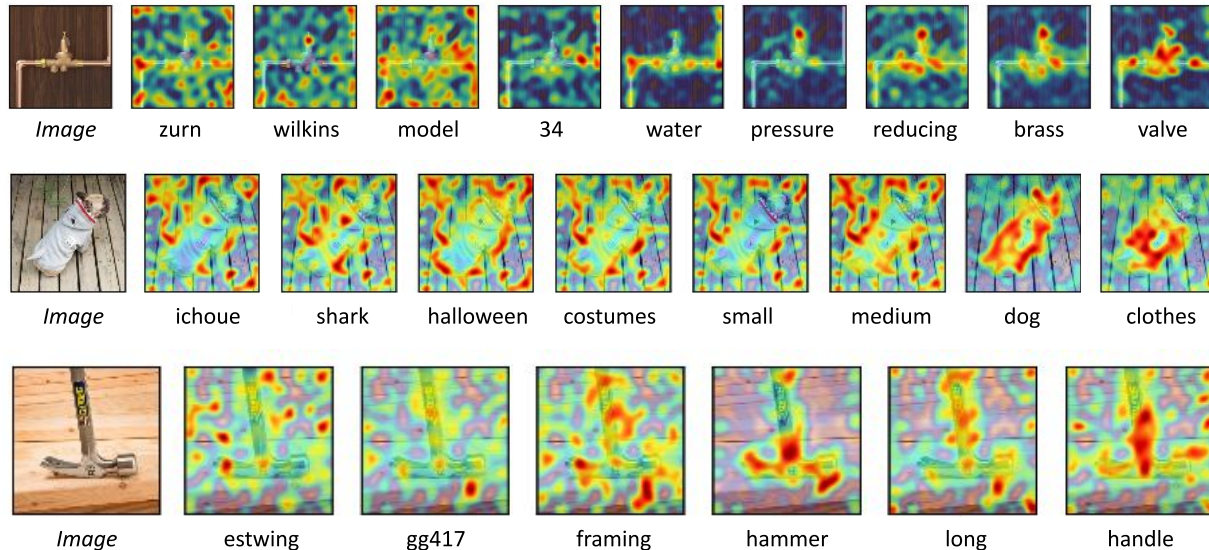 Image zurn wilkins model 34 water pressure reducing brass valve
Image ichoue shark halloween costumes small medium dog clothes
Image estwing gg417 framing hammer long handle